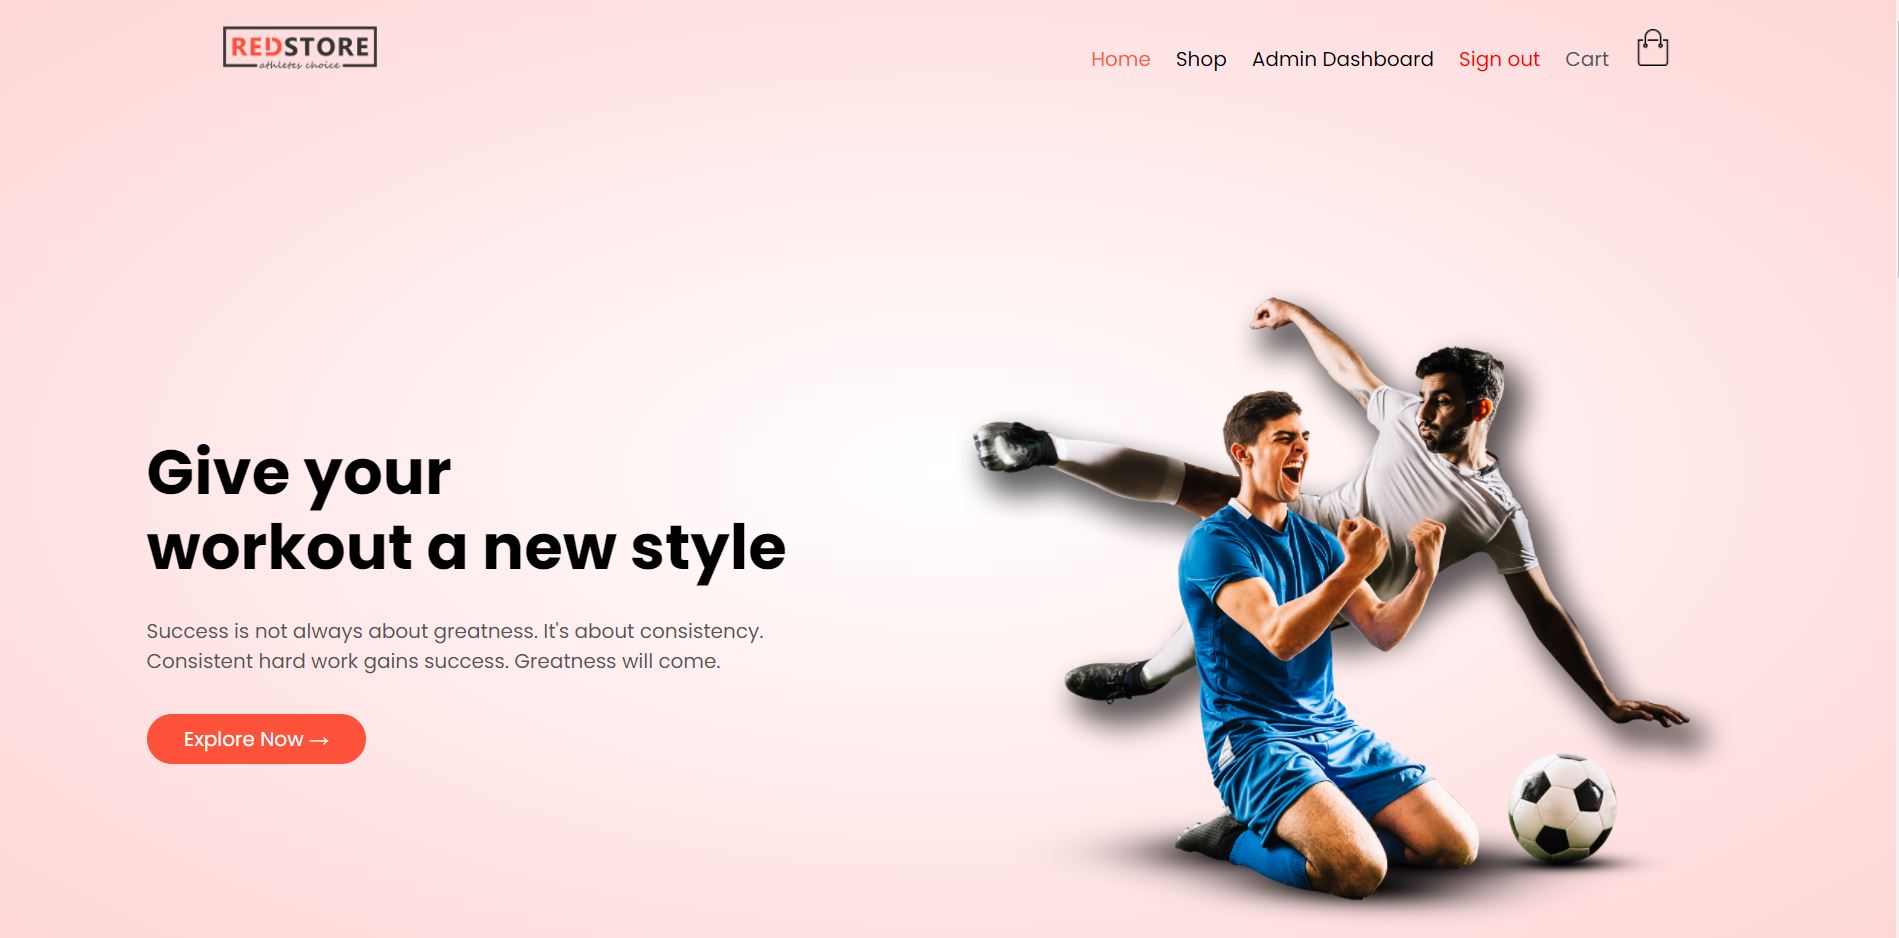 REDSTORE
athletes choice
Home Shop Admin Dashboard Sign out Cart
Give your
workout a new style
Success is not always about greatness. It's about consistency.
Consistent hard work gains success. Greatness will come.
Explore Now →